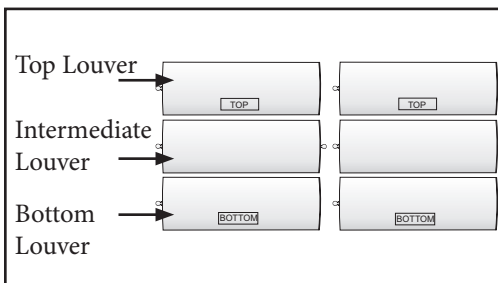 Top Louver
TOP
TOP
Intermediate
Louver
Bottom
Louver
BOTTOM
BOTTOM